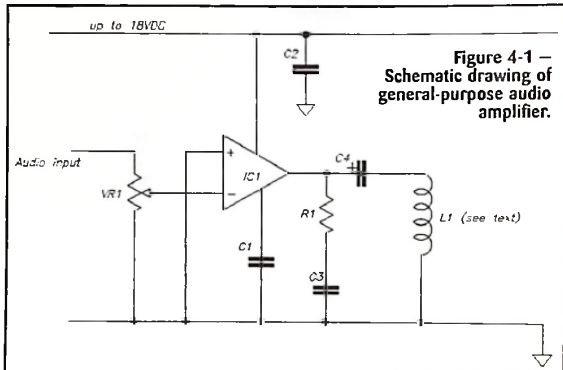 up to 18VDC
C2
Figure 4-1 —
Schematic drawing of
general-purpose audio
amplifier.
Audio input
VR1
+
−
IC1
C4
+
R1
L1 (see text)
C1
C3